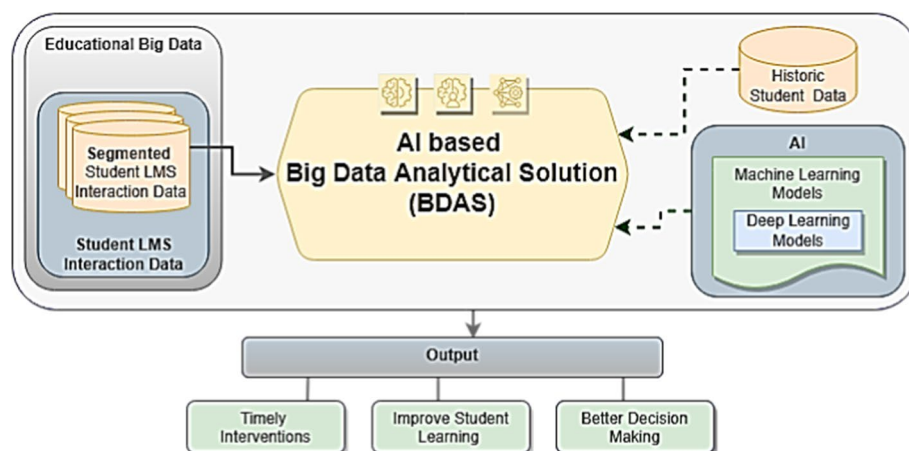 Educational Big Data
Segmented
Student LMS
Interaction Data
Student LMS
Interaction Data
AI based
Big Data Analytical Solution
(BDAS)
Historic
Student Data
AI
Machine Learning
Models
Deep Learning
Models
Output
Timely
Interventions
Improve Student
Learning
Better Decision
Making